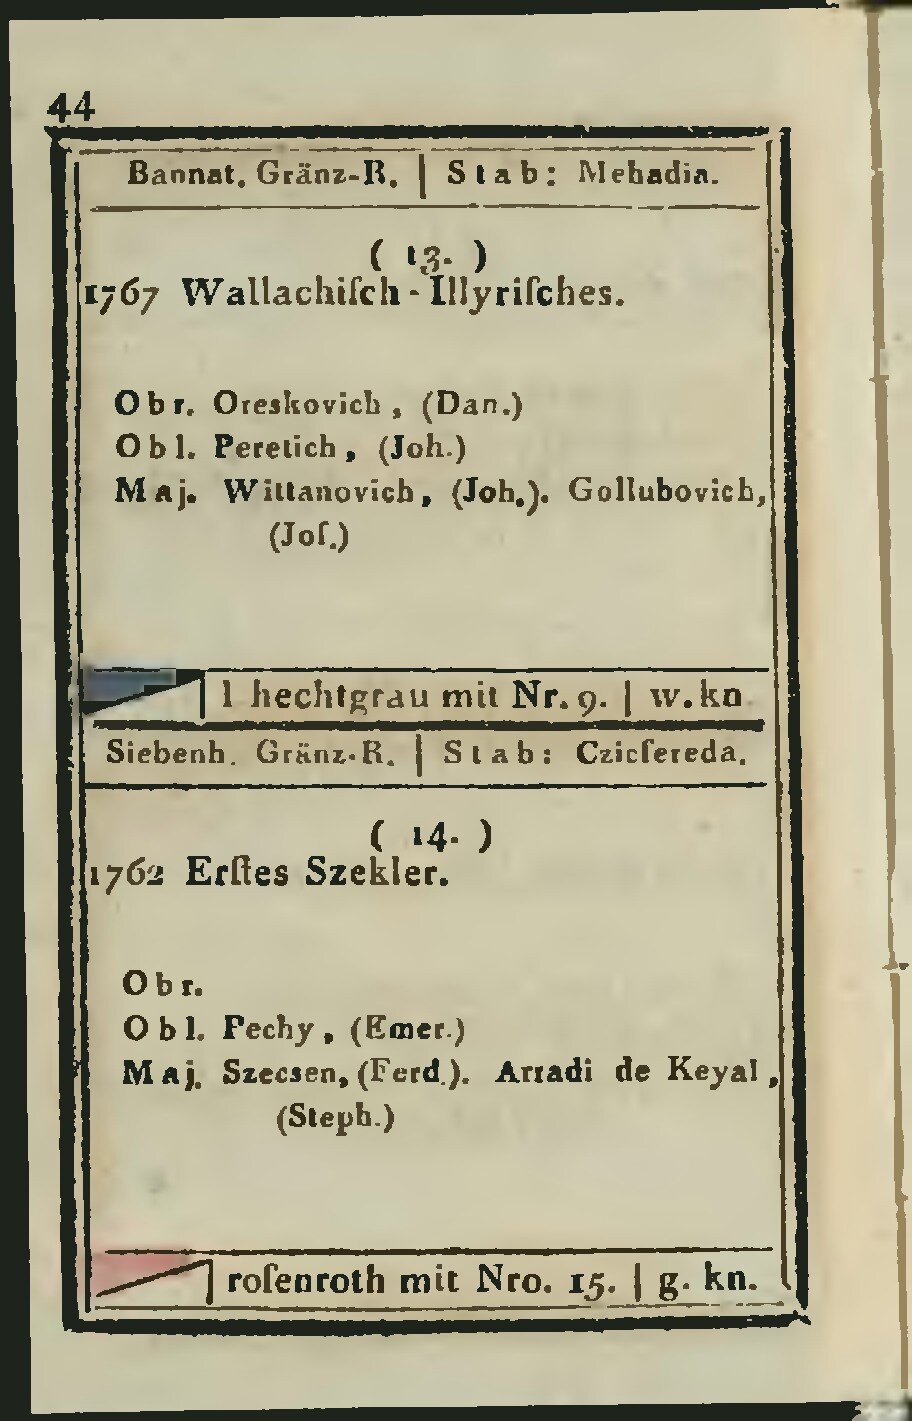 44
Bannat. Gränz-R. | Stab: Mehadia.
( 13. )
1767 Wallachiſch-Illyriſches.
Obr. Oreskovich, (Dan.)
Obl. Peretich, (Joh.)
Maj. Wittanovich, (Joh.). Gollubovich,
(Joſ.)
l hechtgrau mit Nr. 9. | w. kn.
Siebenb. Gränz-R. | Stab: Czicſereda.
( 14. )
1762 Erſtes Szekler.
Obr.
Obl. Pechy, (Emer.)
Maj. Szecsen, (Ferd.). Arradi de Keyal,
(Steph.)
roſenroth mit Nro. 15. | g. kn.